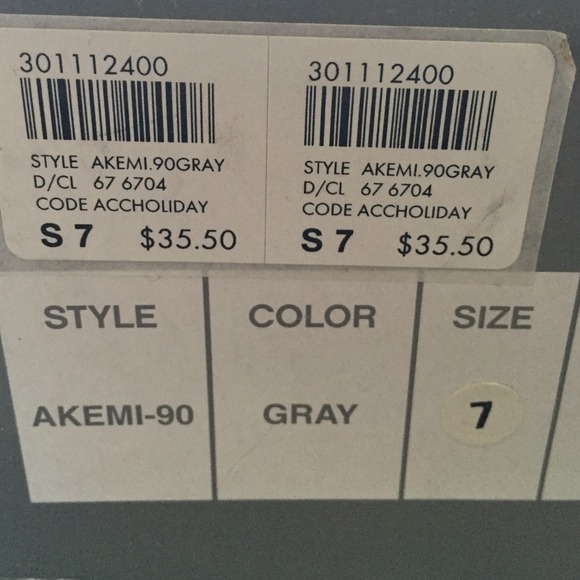 301112400
STYLE AKEMI.90GRAY
D/CL 67 6704
CODE ACCHOLIDAY
S 7 $35.50
301112400
STYLE AKEMI.90GRAY
D/CL 67 6704
CODE ACCHOLIDAY
S 7 $35.50
STYLE COLOR SIZE
AKEMI-90 GRAY 7